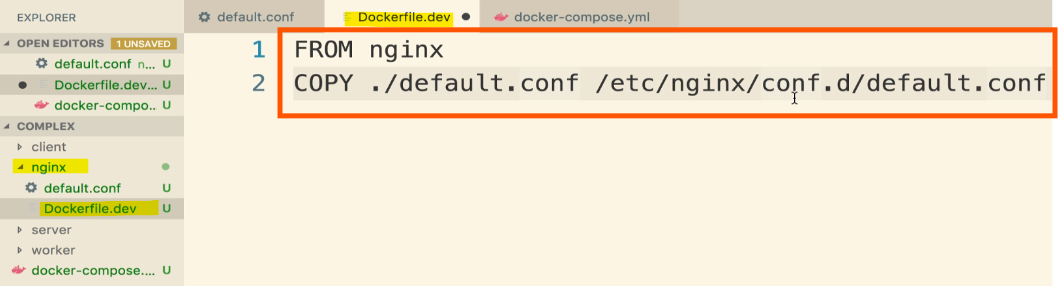 EXPLORER
OPEN EDITORS 1 UNSAVED
default.conf n... U
Dockerfile.dev... U
docker-compo.. U
COMPLEX
client
nginx
default.conf U
Dockerfile.dev U
server
worker
docker-compose.... U
default.conf
Dockerfile.dev
docker-compose.yml
1 FROM nginx
2 COPY ./default.conf /etc/nginx/conf.d/default.conf